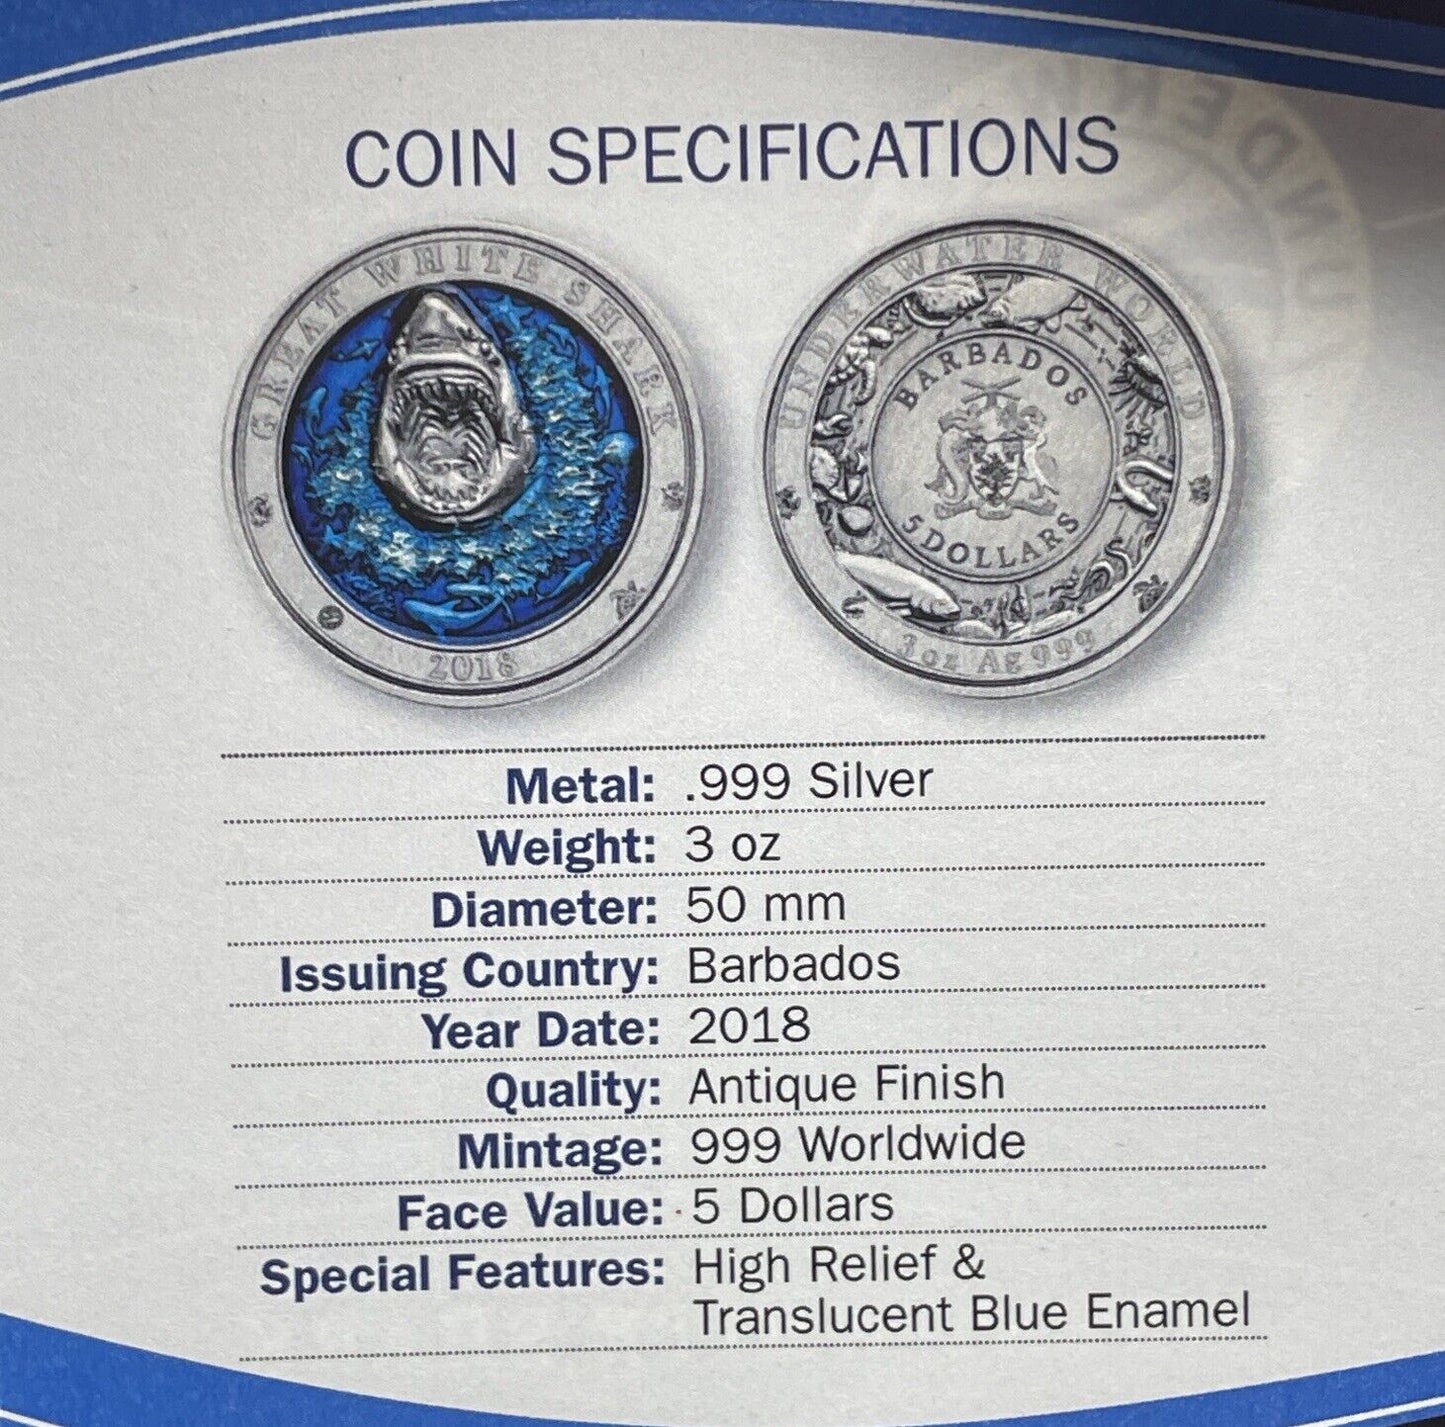 COIN SPECIFICATIONS
GREAT WHITE SHARK
2018
UNDERWATER WORLD
BARBADOS
5 DOLLARS
3 oz Ag 999
Metal: .999 Silver
Weight: 3 oz
Diameter: 50 mm
Issuing Country: Barbados
Year Date: 2018
Quality: Antique Finish
Mintage: 999 Worldwide
Face Value: 5 Dollars
Special Features: High Relief &
Translucent Blue Enamel